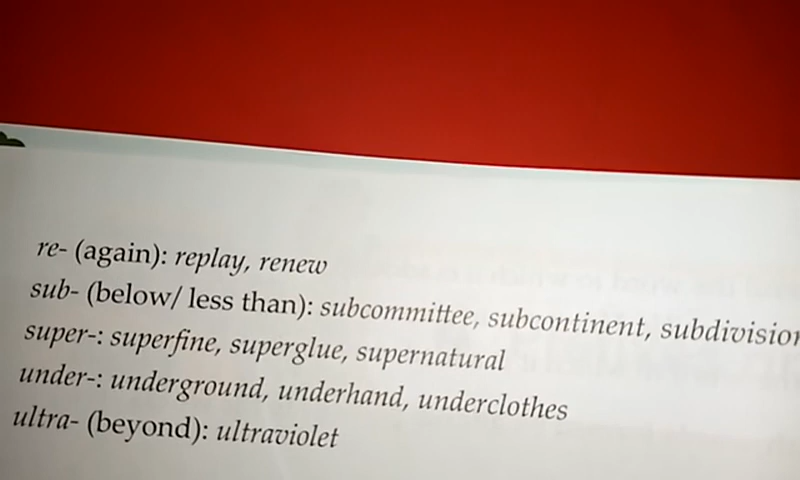 re- (again): replay, renew
sub- (below/ less than): subcommittee, subcontinent, subdivision
super-: superfine, superglue, supernatural
under-: underground, underhand, underclothes
ultra- (beyond): ultraviolet